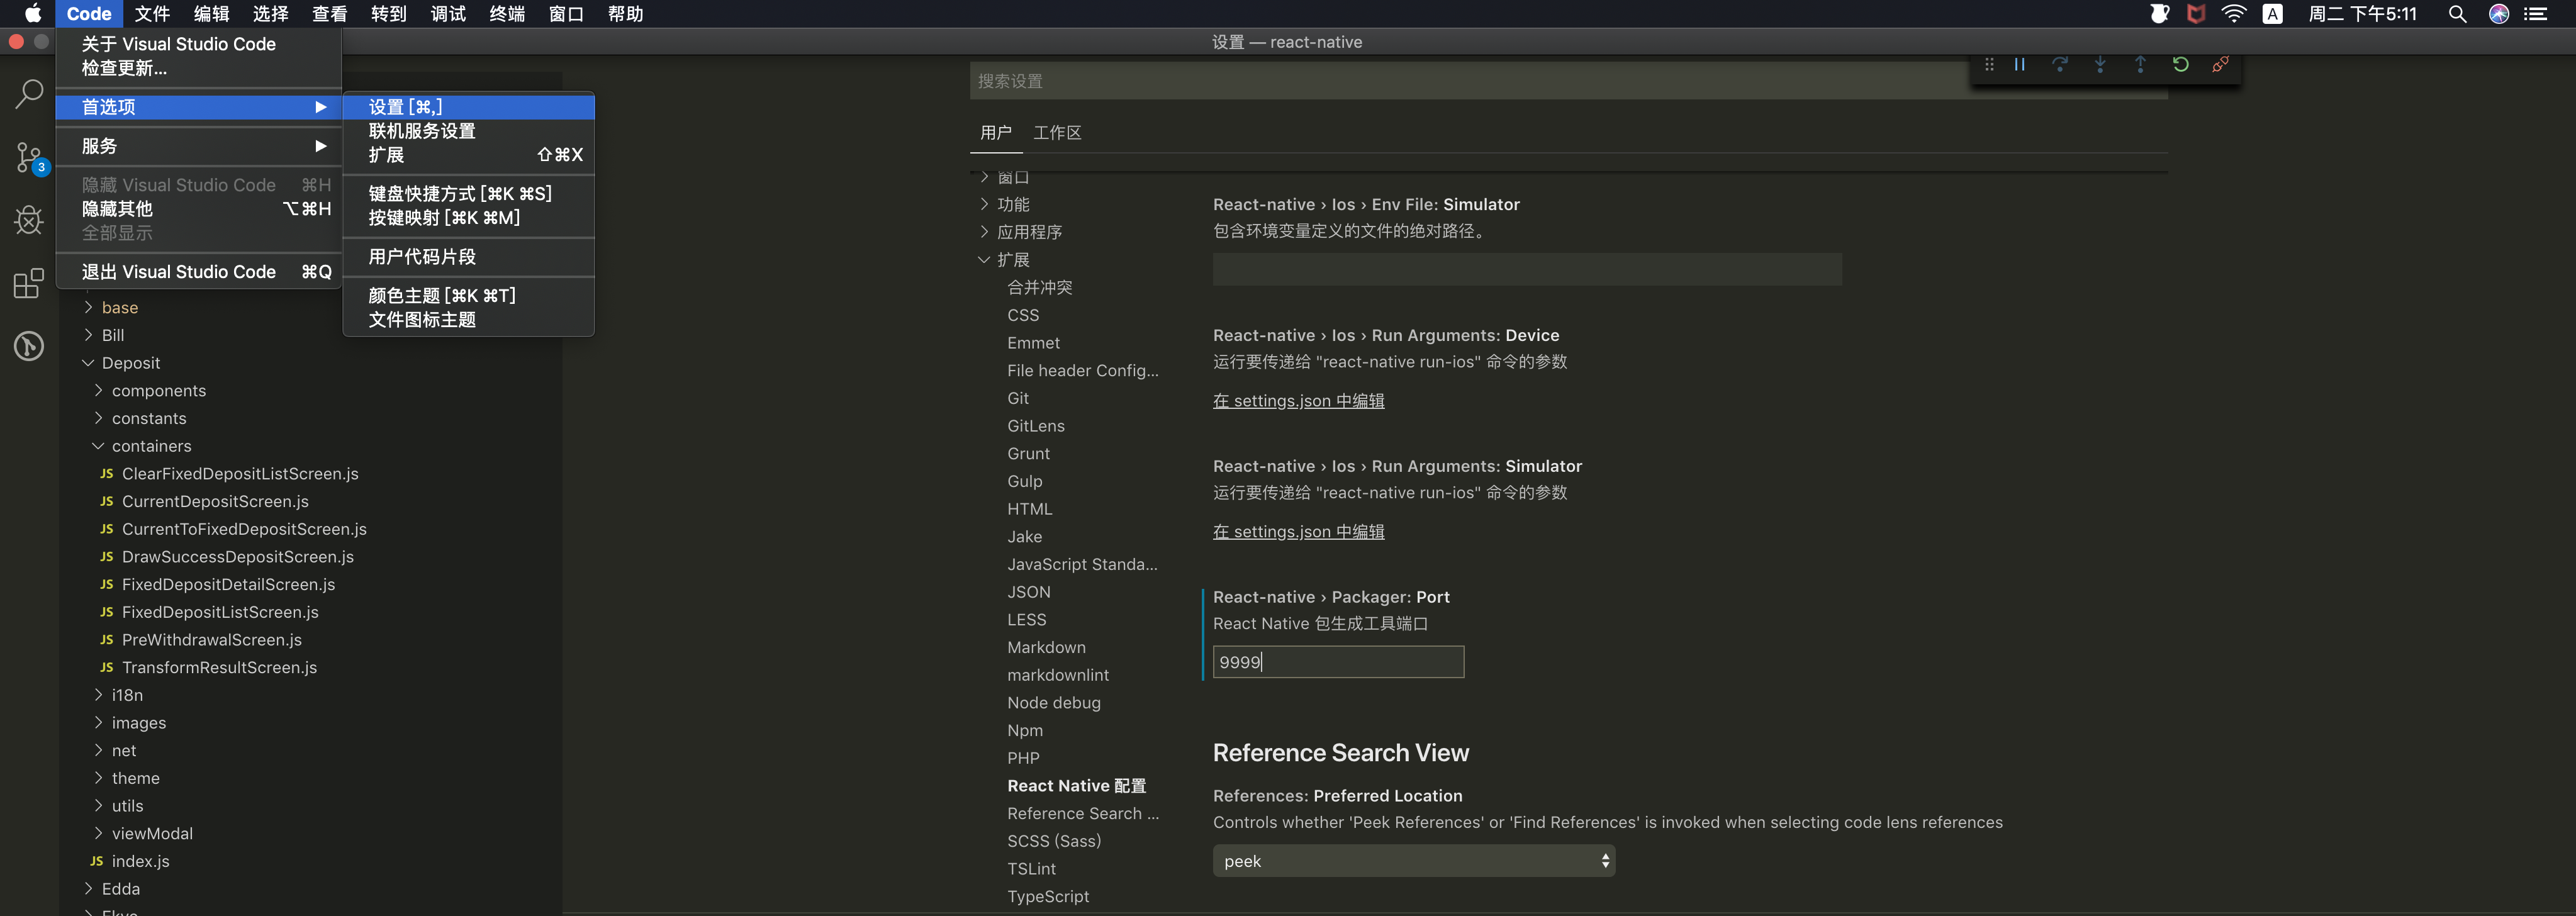 Code 文件 编辑 选择 查看 转到 调试 终端 窗口 帮助
A 周二 下午5:11
设置 — react-native
关于 Visual Studio Code
检查更新...
首选项
服务
隐藏 Visual Studio Code ⌘H
隐藏其他 ⌥⌘H
全部显示
退出 Visual Studio Code ⌘Q
设置 [⌘,]
联机服务设置
扩展 ⇧⌘X
键盘快捷方式 [⌘K ⌘S]
按键映射 [⌘K ⌘M]
用户代码片段
颜色主题 [⌘K ⌘T]
文件图标主题
3
base
Bill
Deposit
components
constants
containers
JS ClearFixedDepositListScreen.js
JS CurrentDepositScreen.js
JS CurrentToFixedDepositScreen.js
JS DrawSuccessDepositScreen.js
JS FixedDepositDetailScreen.js
JS FixedDepositListScreen.js
JS PreWithdrawalScreen.js
JS TransformResultScreen.js
i18n
images
net
theme
utils
viewModal
JS index.js
Edda
搜索设置
用户 工作区
窗口
功能
应用程序
扩展
合并冲突
CSS
Emmet
File header Config...
Git
GitLens
Grunt
Gulp
HTML
Jake
JavaScript Standa...
JSON
LESS
Markdown
markdownlint
Node debug
Npm
PHP
React Native 配置
Reference Search ...
SCSS (Sass)
TSLint
TypeScript
React-native › Ios › Env File: Simulator
包含环境变量定义的文件的绝对路径。
React-native › Ios › Run Arguments: Device
运行要传递给 "react-native run-ios" 命令的参数
在 settings.json 中编辑
React-native › Ios › Run Arguments: Simulator
运行要传递给 "react-native run-ios" 命令的参数
在 settings.json 中编辑
React-native › Packager: Port
React Native 包生成工具端口
9999
Reference Search View
References: Preferred Location
Controls whether 'Peek References' or 'Find References' is invoked when selecting code lens references
peek